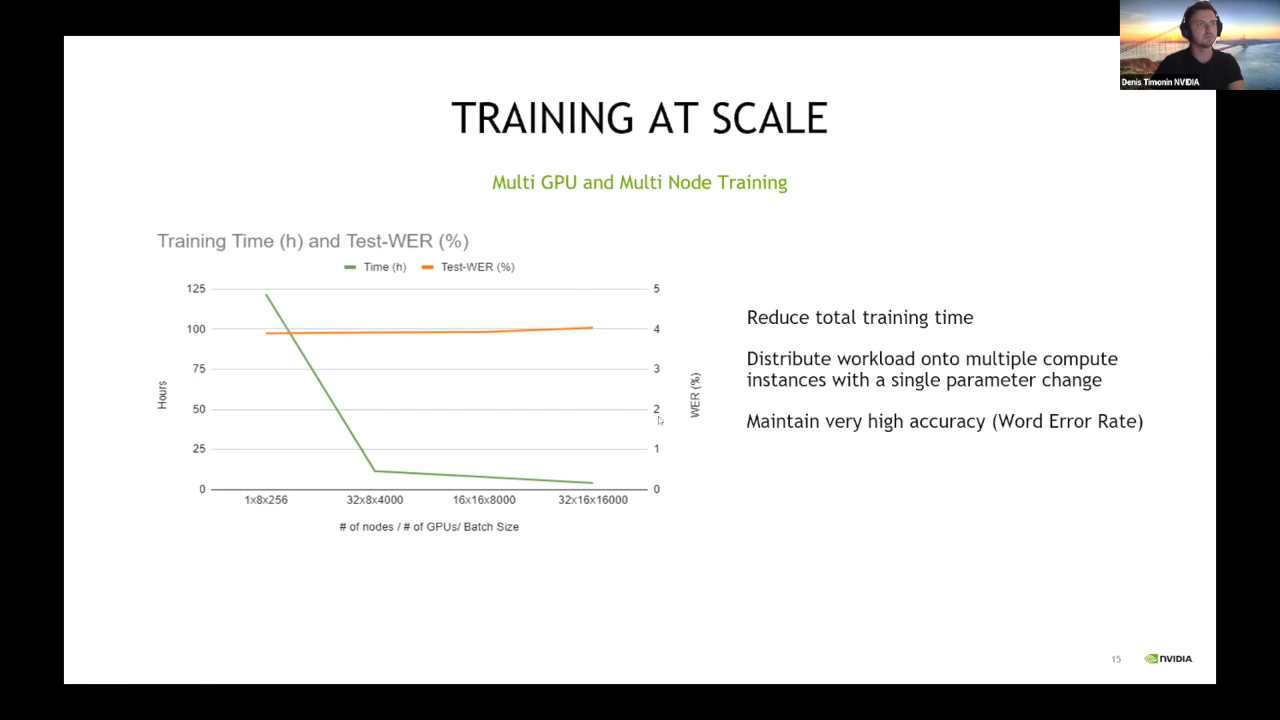 Denis Timonin NVIDIA
TRAINING AT SCALE
Multi GPU and Multi Node Training
Training Time (h) and Test-WER (%)
Time (h) Test-WER (%)
125 5
100 4
75 3
50 2
25 1
0 0
Hours
WER (%)
1x8x256 32x8x4000 16x16x8000 32x16x16000
# of nodes / # of GPUs/ Batch Size
Reduce total training time
Distribute workload onto multiple compute
instances with a single parameter change
Maintain very high accuracy (Word Error Rate)
15 NVIDIA